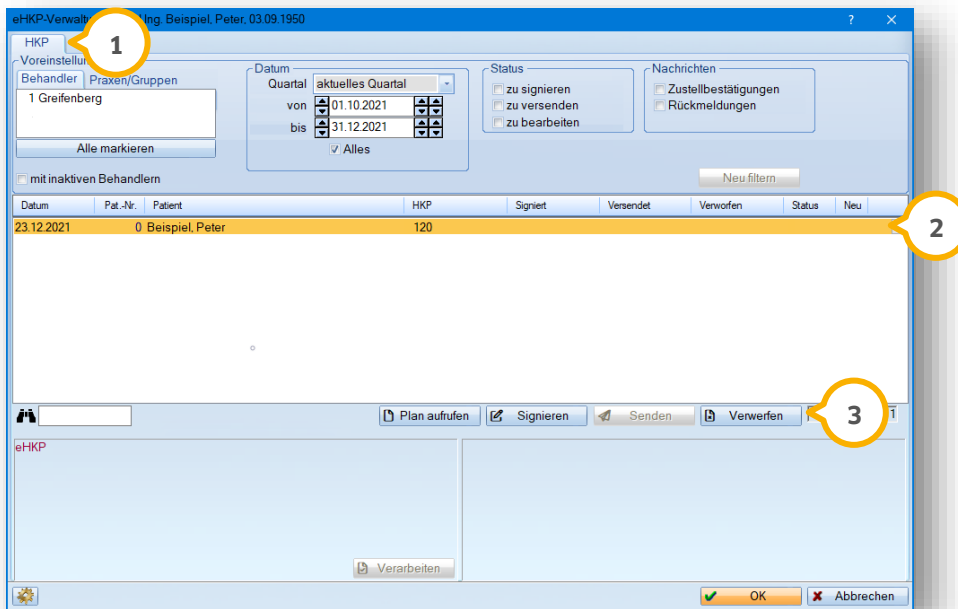 eHKP-Verwalt Ing. Beispiel, Peter, 03.09.1950 ?
HKP
1
Voreinstellu
Behandler Praxen/Gruppen
1 Greifenberg
Alle markieren
mit inaktiven Behandlern
Datum
Quartal aktuelles Quartal
von 01.10.2021
bis 31.12.2021
Alles
Status
zu signieren
zu versenden
zu bearbeiten
Nachrichten
Zustellbestätigungen
Rückmeldungen
Neu filtern
Datum Pat.-Nr. Patient HKP Signiert Versendet Verworfen Status Neu
23.12.2021 0 Beispiel, Peter 120
2
Plan aufrufen Signieren Senden Verwerfen 1
3
eHKP
Verarbeiten
OK Abbrechen